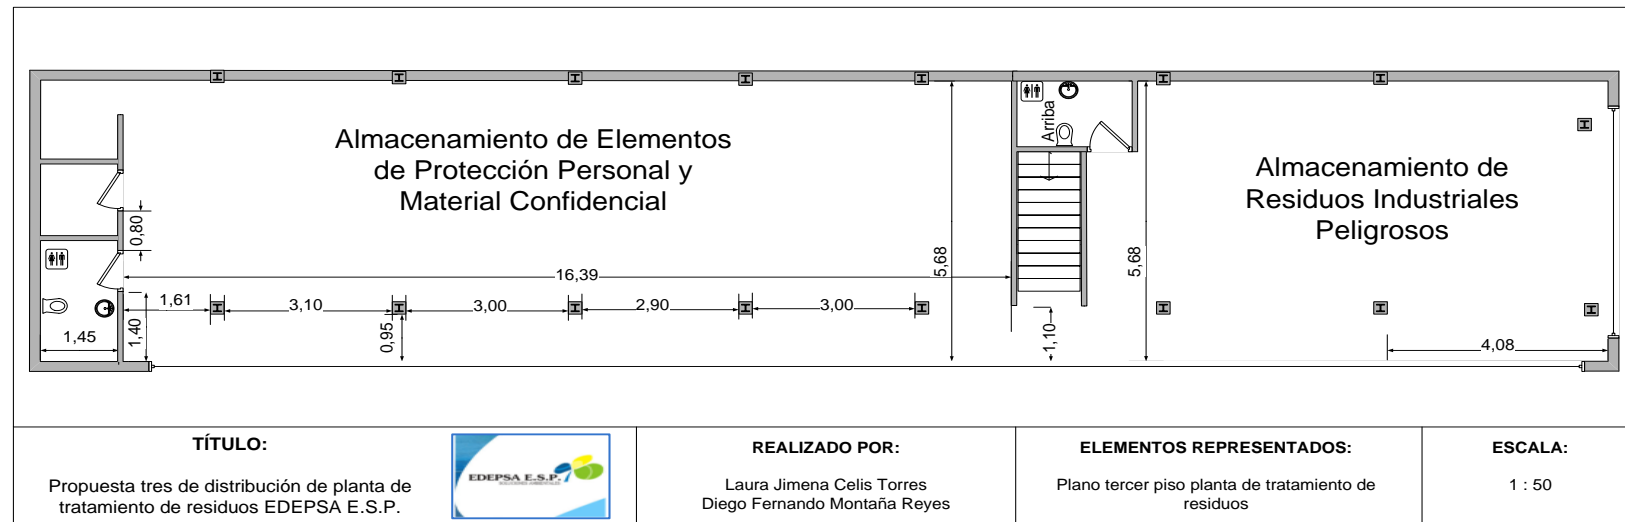 Almacenamiento de Elementos
de Protección Personal y
Material Confidencial
Arriba
Almacenamiento de
Residuos Industriales
Peligrosos
0,80
16,39
5,68
5,68
1,61
3,10
3,00
2,90
3,00
1,40
0,95
1,10
1,45
4,08
TÍTULO:
Propuesta tres de distribución de planta de
tratamiento de residuos EDEPSA E.S.P.
EDEPSA E.S.P.
SOLUCIONES AMBIENTALES
REALIZADO POR:
Laura Jimena Celis Torres
Diego Fernando Montaña Reyes
ELEMENTOS REPRESENTADOS:
Plano tercer piso planta de tratamiento de
residuos
ESCALA:
1 : 50